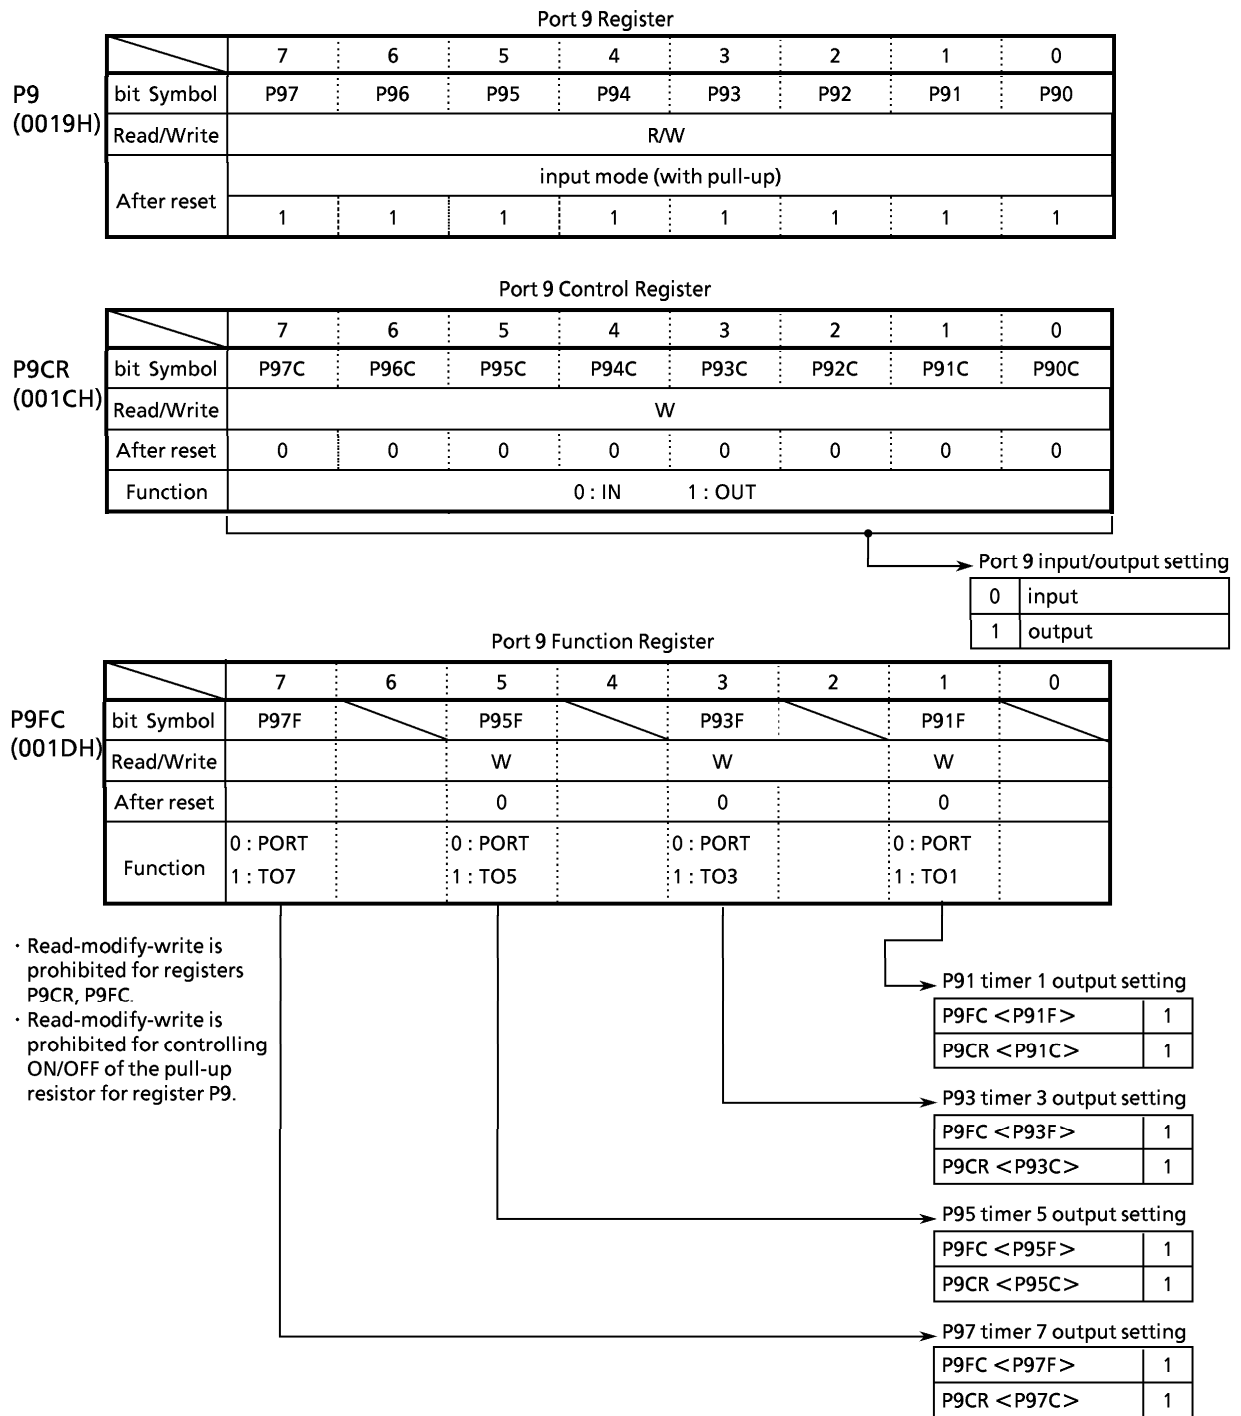 Port 9 Register
7 6 5 4 3 2 1 0
P9
(0019H)
bit Symbol P97 P96 P95 P94 P93 P92 P91 P90
Read/Write R/W
After reset
input mode (with pull-up)
1 1 1 1 1 1 1 1
Port 9 Control Register
7 6 5 4 3 2 1 0
P9CR
(001CH)
bit Symbol P97C P96C P95C P94C P93C P92C P91C P90C
Read/Write W
After reset 0 0 0 0 0 0 0 0
Function 0 : IN 1 : OUT
Port 9 input/output setting
0 input
1 output
Port 9 Function Register
7 6 5 4 3 2 1 0
P9FC
(001DH)
bit Symbol P97F P95F P93F P91F
Read/Write W W W
After reset 0 0 0
Function
0 : PORT 0 : PORT 0 : PORT 0 : PORT
1 : TO7 1 : TO5 1 : TO3 1 : TO1
· Read-modify-write is
prohibited for registers
P9CR, P9FC.
· Read-modify-write is
prohibited for controlling
ON/OFF of the pull-up
resistor for register P9.
P91 timer 1 output setting
P9FC <P91F> 1
P9CR <P91C> 1
P93 timer 3 output setting
P9FC <P93F> 1
P9CR <P93C> 1
P95 timer 5 output setting
P9FC <P95F> 1
P9CR <P95C> 1
P97 timer 7 output setting
P9FC <P97F> 1
P9CR <P97C> 1